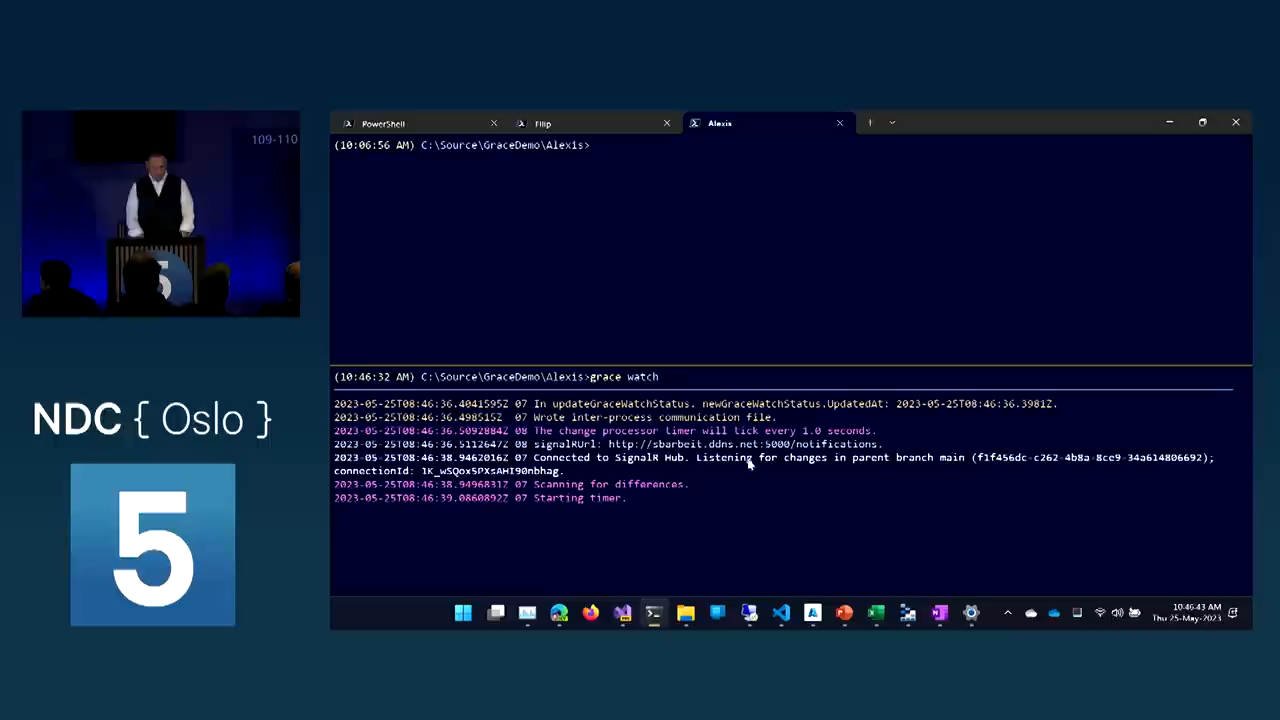 109-110
NDC { Oslo }
5
5
PowerShell
Filip
Alexis
(10:06:56 AM) C:\Source\GraceDemo\Alexis>
(10:46:32 AM) C:\Source\GraceDemo\Alexis>grace watch
2023-05-25T08:46:36.4041595Z 07 In updateGraceWatchStatus. newGraceWatchStatus.UpdatedAt: 2023-05-25T08:46:36.3981Z.
2023-05-25T08:46:36.498515Z  07 Wrote inter-process communication file.
2023-05-25T08:46:36.5092884Z 08 The change processor timer will tick every 1.0 seconds.
2023-05-25T08:46:36.5112647Z 08 signalRUrl: http://sbarbeit.ddns.net:5000/notifications.
2023-05-25T08:46:38.9462016Z 07 Connected to SignalR Hub. Listening for changes in parent branch main (f1f456dc-c262-4b8a-8ce9-34a614806692);
connectionId: 1K_wSQox5PXsAHI90nbhag.
2023-05-25T08:46:38.9496831Z 07 Scanning for differences.
2023-05-25T08:46:39.0860892Z 07 Starting timer.
10:46:43 AM
Thu 25-May-2023